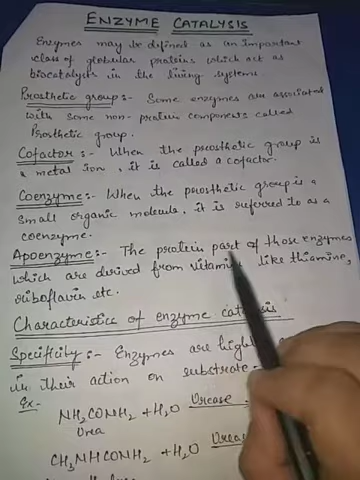 ENZYME CATALYSIS
Enzymes may be defined as an important
class of globular proteins which act as
biocatalysts in the living system.
Prosthetic group:- Some enzymes are associated
with some non-protein components called
Prosthetic group.
Cofactor:- When the prosthetic group is
a metal ion, it is called a cofactor.
Coenzyme:- When the prosthetic group is a
small organic molecule, it is referred to as a
coenzyme.
Apoenzyme:- The protein part of those enzymes
which are derived from vitamins like thiamine,
riboflavin etc.
Characteristics of enzyme catalysis
Specificity:- Enzymes are high
in their action on substrate.
Ex- NH₂CONH₂ + H₂O Urease
Urea
CH₃NHCONH₂ + H₂O Urea